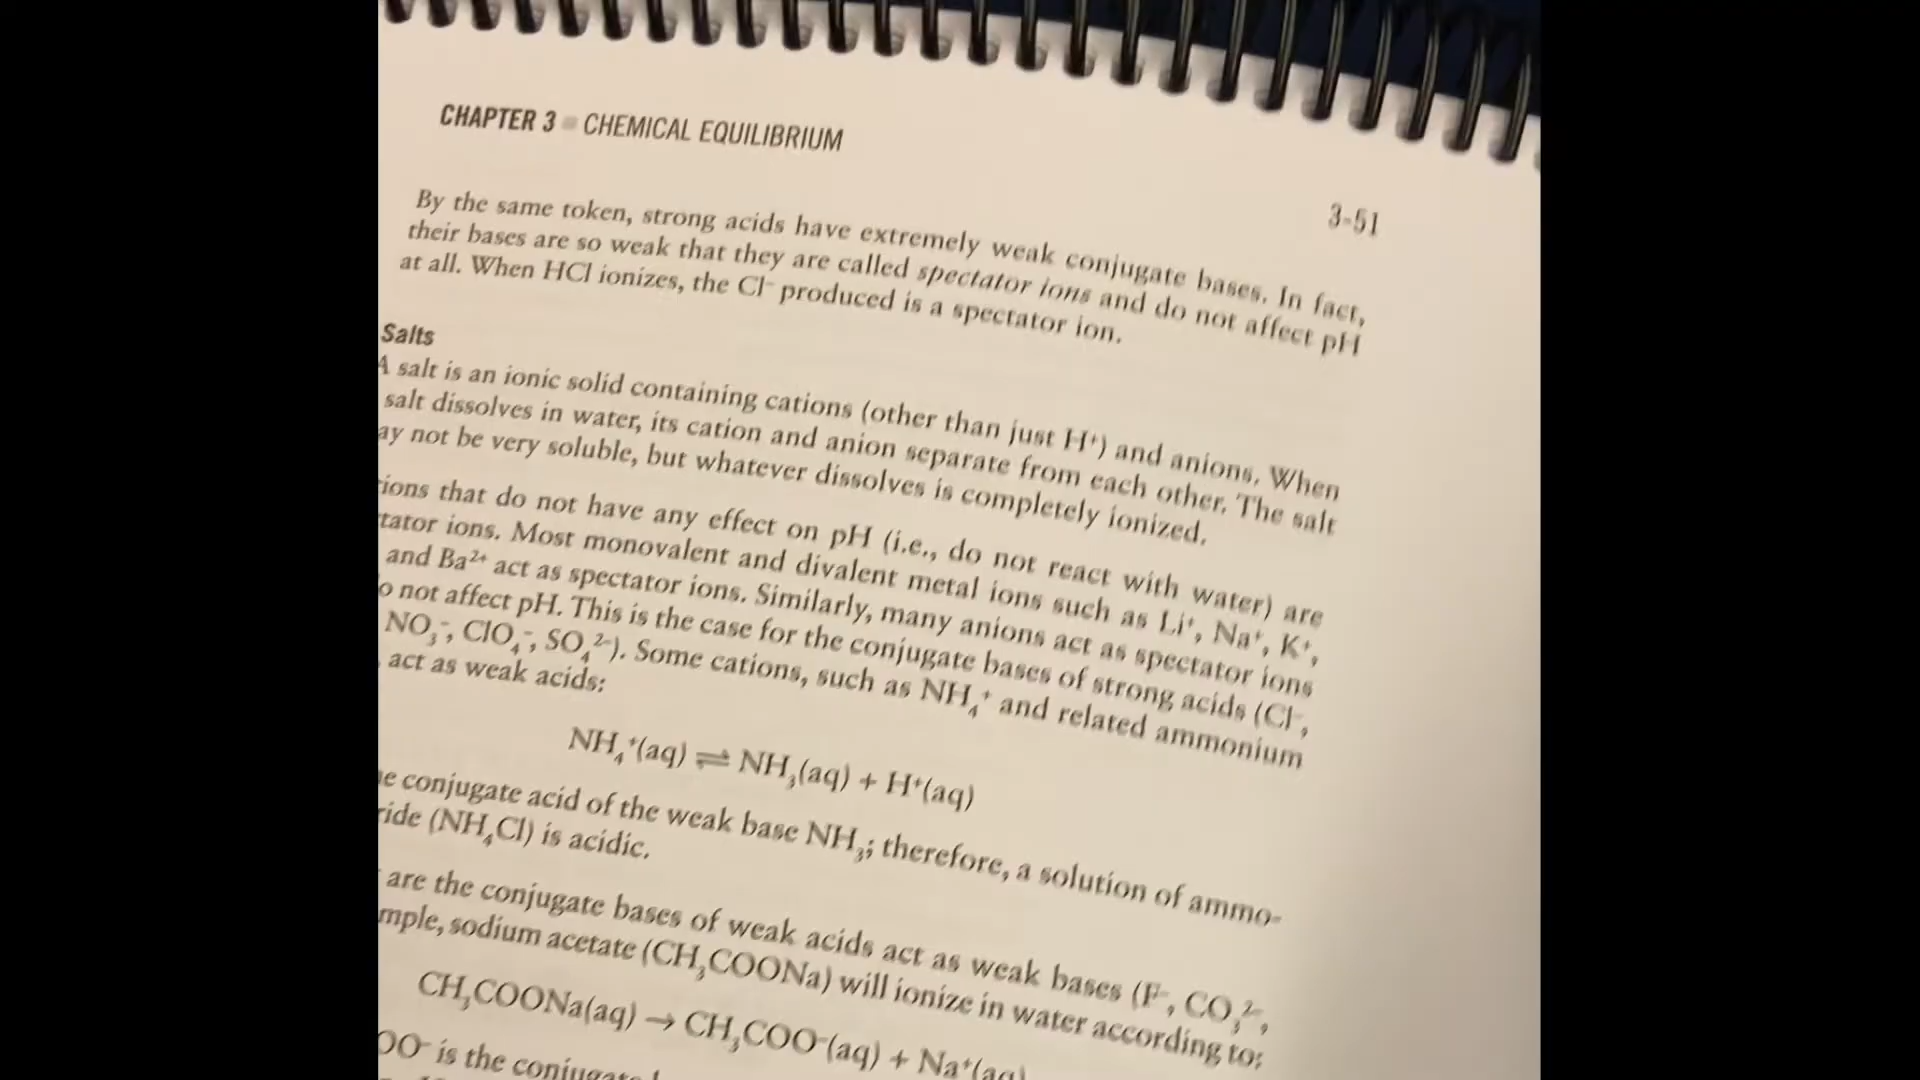 CHAPTER 3 ■ CHEMICAL EQUILIBRIUM
3-51
By the same token, strong acids have extremely weak conjugate bases. In fact,
their bases are so weak that they are called spectator ions and do not affect pH
at all. When HCl ionizes, the Cl⁻ produced is a spectator ion.
Salts
A salt is an ionic solid containing cations (other than just H⁺) and anions. When
salt dissolves in water, its cation and anion separate from each other. The salt
ay not be very soluble, but whatever dissolves is completely ionized.
ions that do not have any effect on pH (i.e., do not react with water) are
tator ions. Most monovalent and divalent metal ions such as Li⁺, Na⁺, K⁺,
and Ba²⁺ act as spectator ions. Similarly, many anions act as spectator ions
o not affect pH. This is the case for the conjugate bases of strong acids (Cl⁻,
NO₃⁻, ClO₄⁻, SO₄²⁻). Some cations, such as NH₄⁺ and related ammonium
act as weak acids:
NH₄⁺(aq) ⇌ NH₃(aq) + H⁺(aq)
e conjugate acid of the weak base NH₃; therefore, a solution of ammo-
ride (NH₄Cl) is acidic.
are the conjugate bases of weak acids act as weak bases (F⁻, CO₃²⁻,
mple, sodium acetate (CH₃COONa) will ionize in water according to:
CH₃COONa(aq) → CH₃COO⁻(aq) + Na⁺(aq)
OO⁻ is the conjugate